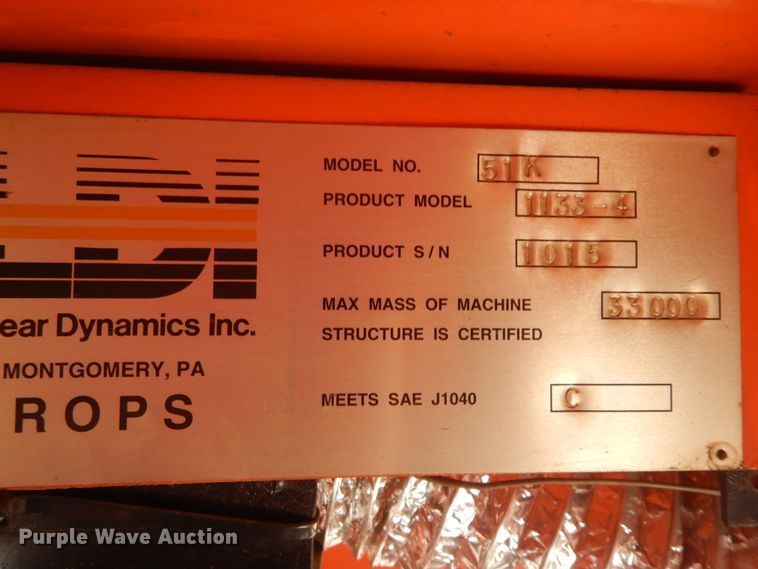 LDI
MODEL NO. 51K
PRODUCT MODEL 1133-4
PRODUCT S/N 1015
MAX MASS OF MACHINE 33000
STRUCTURE IS CERTIFIED
ear Dynamics Inc.
MONTGOMERY, PA
ROPS
MEETS SAE J1040 C
Purple Wave Auction